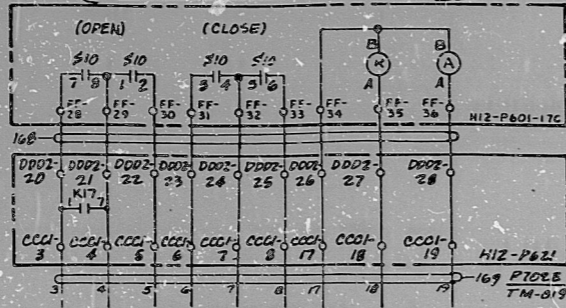 (OPEN) (CLOSE)
S10 S10 S10 S10
7 8 1 2 3 4 5 6
B B
K A
A A
FF-28 FF-29 FF-30 FF-31 FF-32 FF-33 FF-34 FF-35 FF-36
H12-P601-17C
168
DDD2-20 DDD2-21 DDD2-22 DDD2-23 DDD2-24 DDD2-25 DDD2-26 DDD2-27 DDD2-28
K17
1 7
CCC1-3 CCC1-4 CCC1-5 CCC1-6 CCC1-7 CCC1-8 CCC1-17 CCC1-18 CCC1-19
H12-P621
169 P702E
TM-819
3 4 5 6 7 8 17 18 19